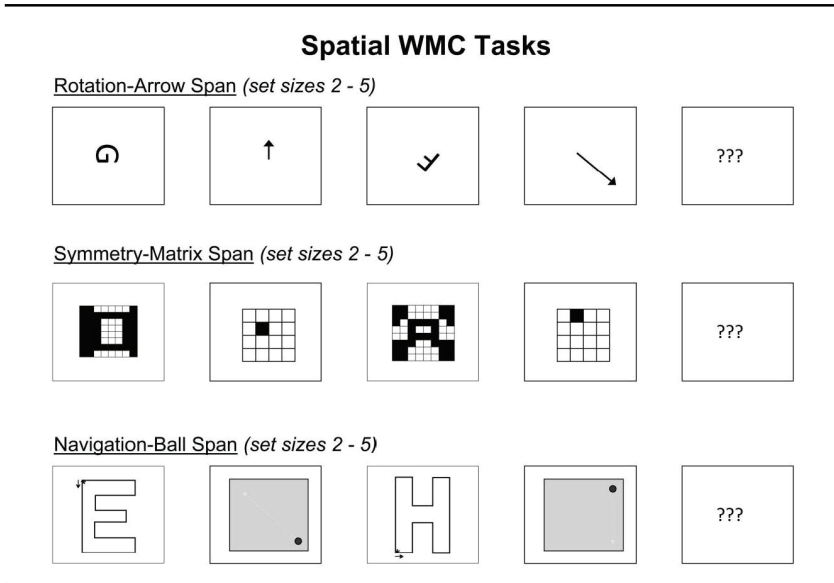 Spatial WMC Tasks
Rotation-Arrow Span (set sizes 2 - 5)
G F ???
Symmetry-Matrix Span (set sizes 2 - 5)
???
Navigation-Ball Span (set sizes 2 - 5)
E H ???